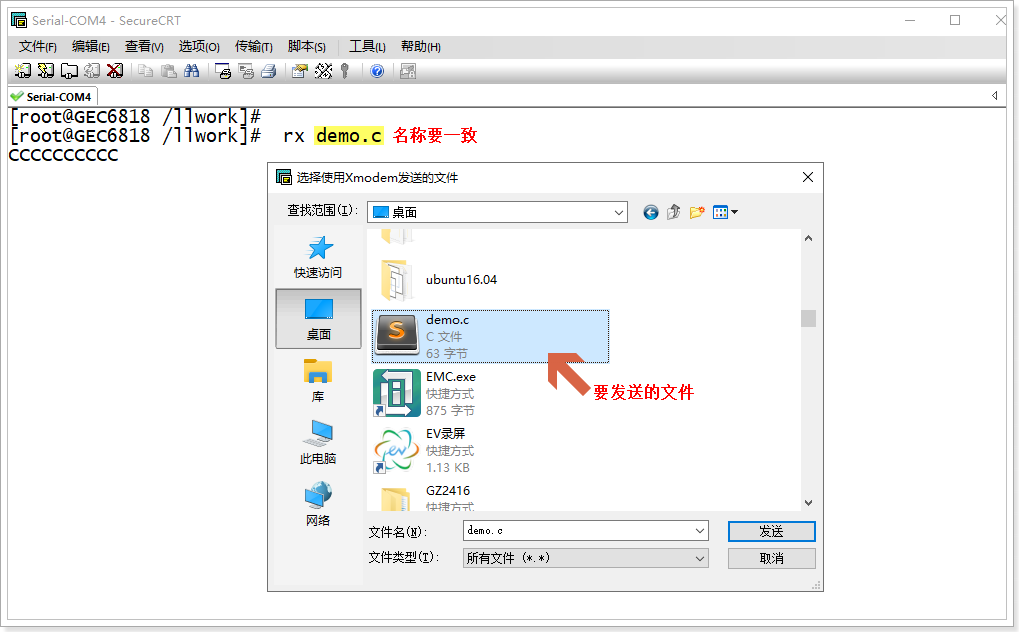 Serial-COM4 - SecureCRT
文件(F) 编辑(E) 查看(V) 选项(O) 传输(T) 脚本(S) 工具(L) 帮助(H)
Serial-COM4
[root@GEC6818 /llwork]#
[root@GEC6818 /llwork]# rx demo.c 名称要一致
CCCCCCCCCC
选择使用Xmodem发送的文件
查找范围(I): 桌面
快速访问
桌面
库
此电脑
网络
ubuntu16.04
demo.c
C 文件
63 字节
要发送的文件
EMC.exe
快捷方式
875 字节
EV录屏
快捷方式
1.13 KB
GZ2416
快捷方式
文件名(N): demo.c 发送
文件类型(T): 所有文件 (*.*) 取消